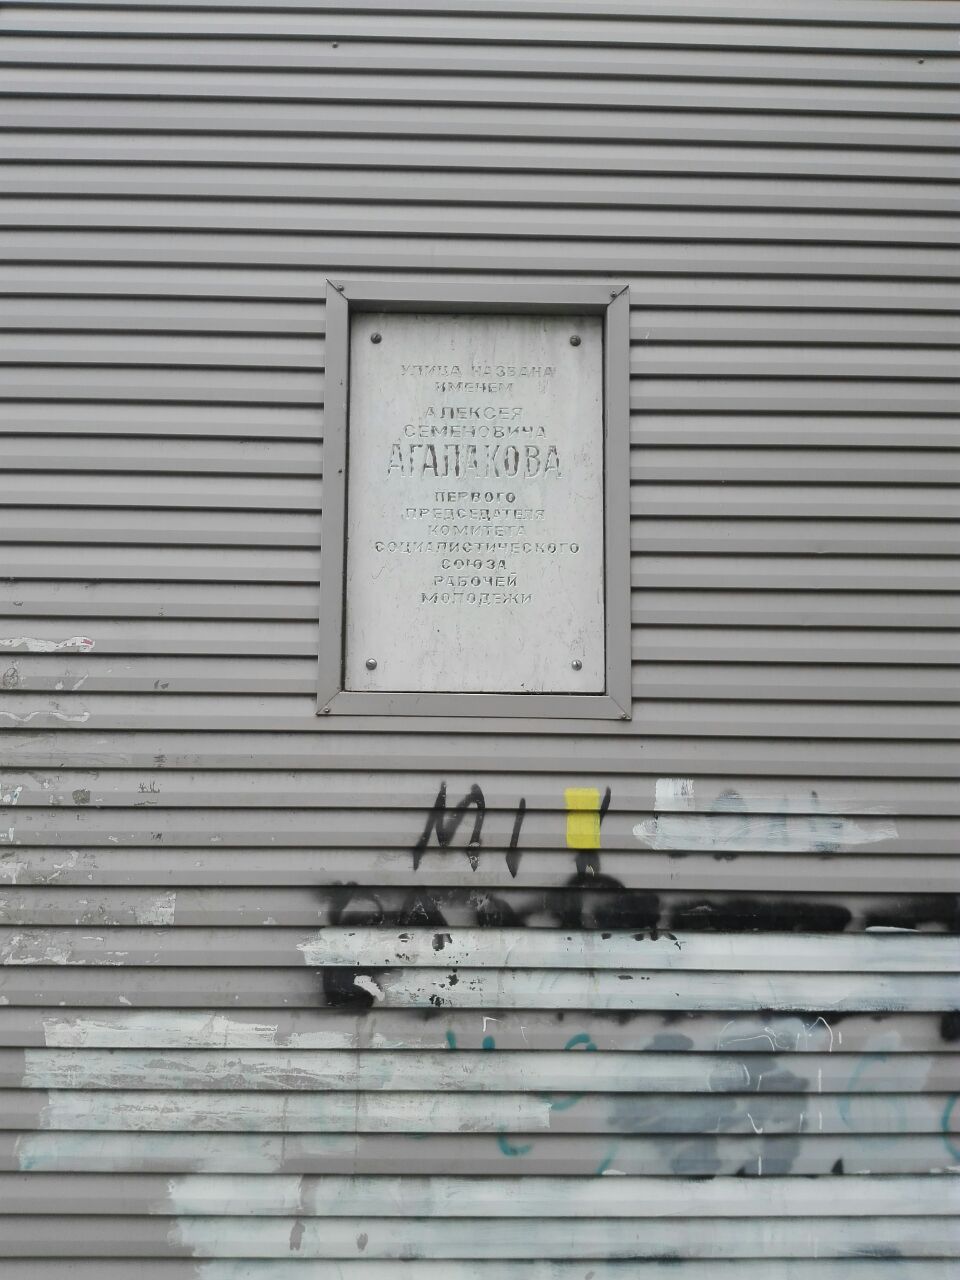 УЛИЦА НАЗВАНА
ИМЕНЕМ
АЛЕКСЕЯ
СЕМЕНОВИЧА
АГАЛАКОВА
ПЕРВОГО
ПРЕДСЕДАТЕЛЯ
КОМИТЕТА
СОЦИАЛИСТИЧЕСКОГО
СОЮЗА
РАБОЧЕЙ
МОЛОДЕЖИ